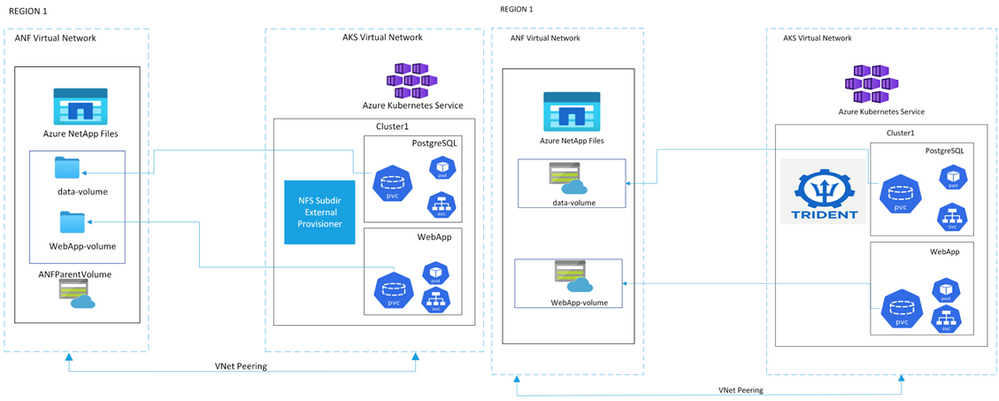 REGION 1
ANF Virtual Network
AKS Virtual Network
Azure Kubernetes Service
Azure NetApp Files
Cluster1
PostgreSQL
data-volume
pod
pvc
svc
NFS Subdir
External
Provisioner
WebApp-volume
WebApp
ANFParentVolume
pod
pvc
svc
VNet Peering
REGION 1
ANF Virtual Network
AKS Virtual Network
Azure Kubernetes Service
Azure NetApp Files
Cluster1
PostgreSQL
data-volume
pod
pvc
svc
TRIDENT
WebApp
WebApp-volume
pod
pvc
svc
VNet Peering